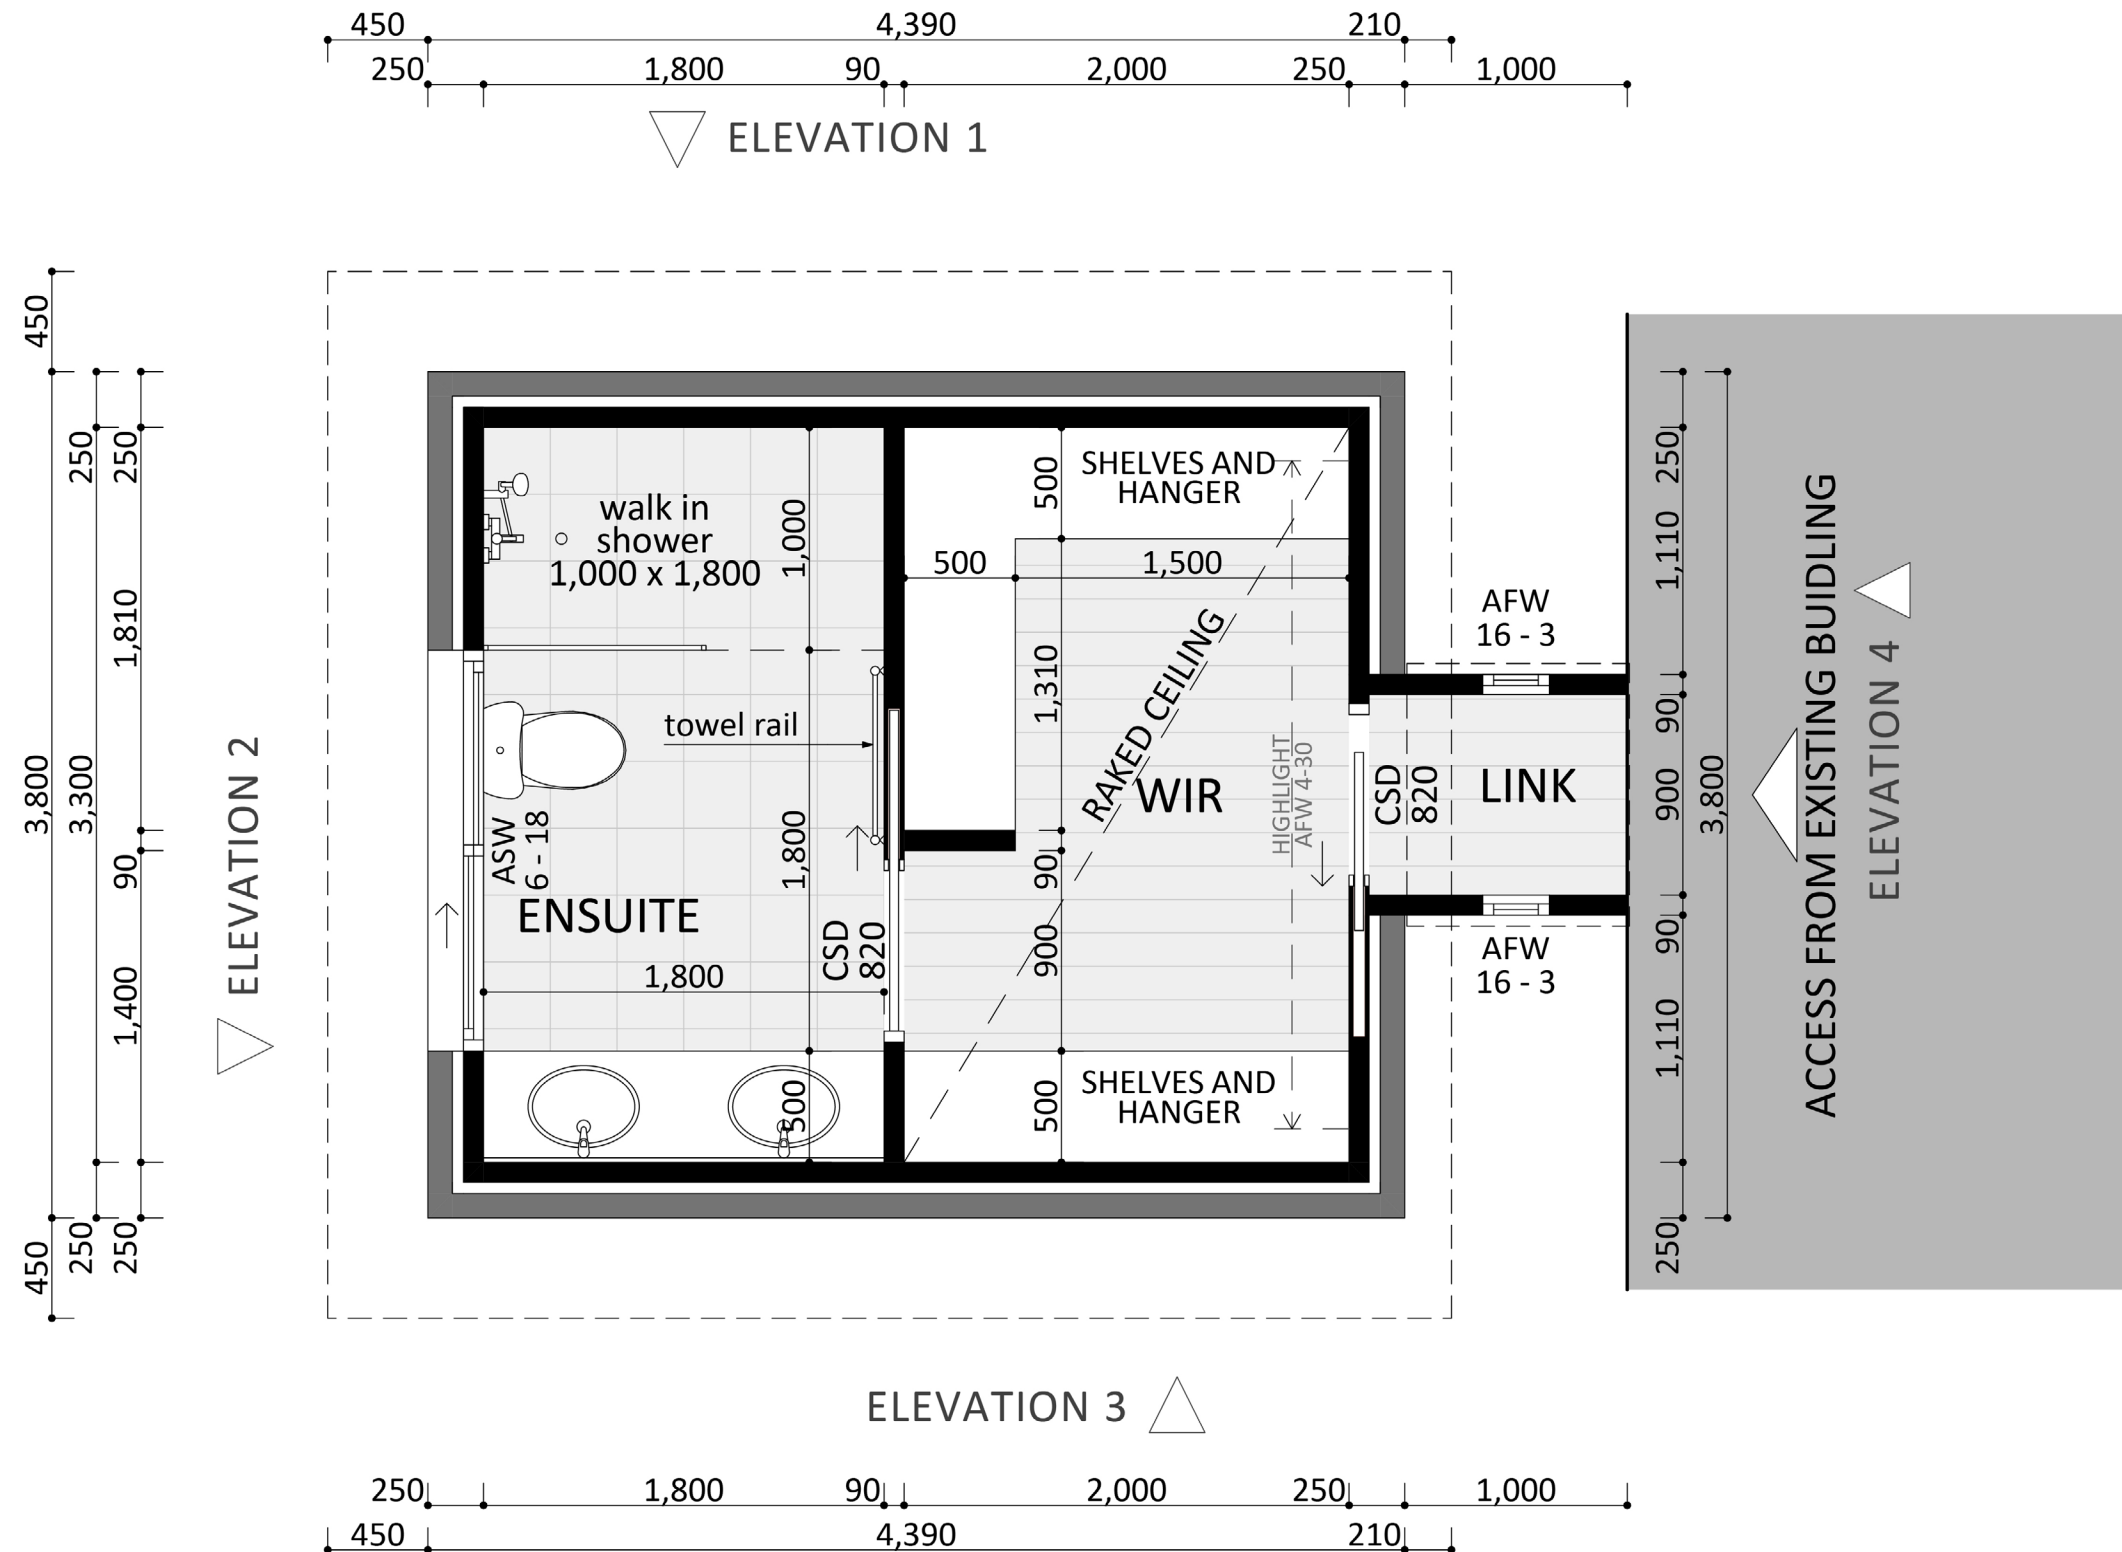 450 4,390 210
250 1,800 90 2,000 250 1,000
ELEVATION 1
450
3,800
450
250
3,300
250
250
1,810
90
1,400
250
ELEVATION 2
walk in
shower
1,000 x 1,800
1,000
1,800
500
towel rail
ASW
6 - 18
ENSUITE
1,800
CSD
820
SHELVES AND
HANGER
500
500 1,500
1,310
90
900
500
RAKED CEILING
WIR
HIGHLIGHT
AFW 4-30
SHELVES AND
HANGER
AFW
16 - 3
CSD
820
LINK
AFW
16 - 3
250
1,110
90
900
90
1,110
250
3,800
ACCESS FROM EXISTING BUIDLING
ELEVATION 4
ELEVATION 3
250 1,800 90 2,000 250 1,000
450 4,390 210